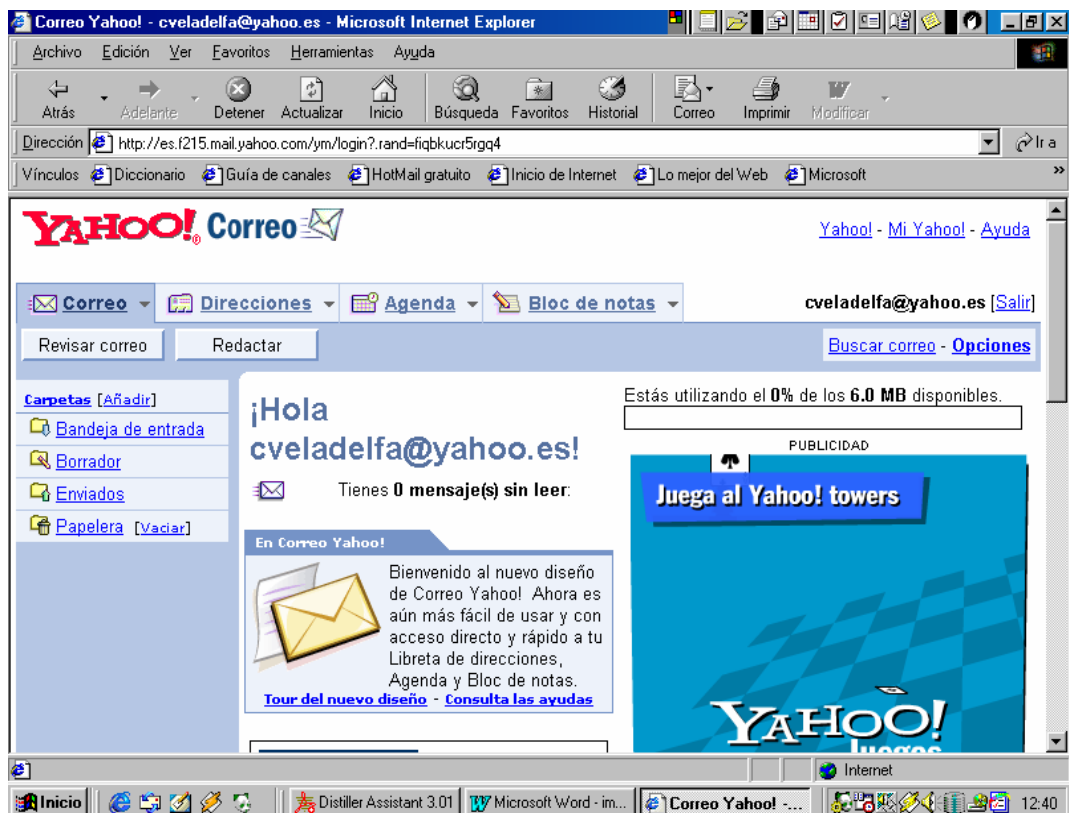 Correo Yahoo! - cveladelfa@yahoo.es - Microsoft Internet Explorer
Archivo Edición Ver Favoritos Herramientas Ayuda
Atrás Adelante Detener Actualizar Inicio Búsqueda Favoritos Historial Correo Imprimir Modificar
Dirección http://es.f215.mail.yahoo.com/ym/login?.rand=fiqbkucr5rgq4 Ir a
Vínculos Diccionario Guía de canales HotMail gratuito Inicio de Internet Lo mejor del Web Microsoft »
YAHOO!® Correo
Yahoo! - Mi Yahoo! - Ayuda
Correo Direcciones Agenda Bloc de notas cveladelfa@yahoo.es [Salir]
Revisar correo Redactar Buscar correo - Opciones
Carpetas [Añadir]
Bandeja de entrada
Borrador
Enviados
Papelera [Vaciar]
¡Hola
cveladelfa@yahoo.es!
Tienes 0 mensaje(s) sin leer:
En Correo Yahoo!
Bienvenido al nuevo diseño
de Correo Yahoo! Ahora es
aún más fácil de usar y con
acceso directo y rápido a tu
Libreta de direcciones,
Agenda y Bloc de notas.
Tour del nuevo diseño - Consulta las ayudas
Estás utilizando el 0% de los 6.0 MB disponibles.
PUBLICIDAD
Juega al Yahoo! towers
YAHOO!
Juegos
Internet
Inicio Distiller Assistant 3.01 Microsoft Word - im... Correo Yahoo! -... 12:40